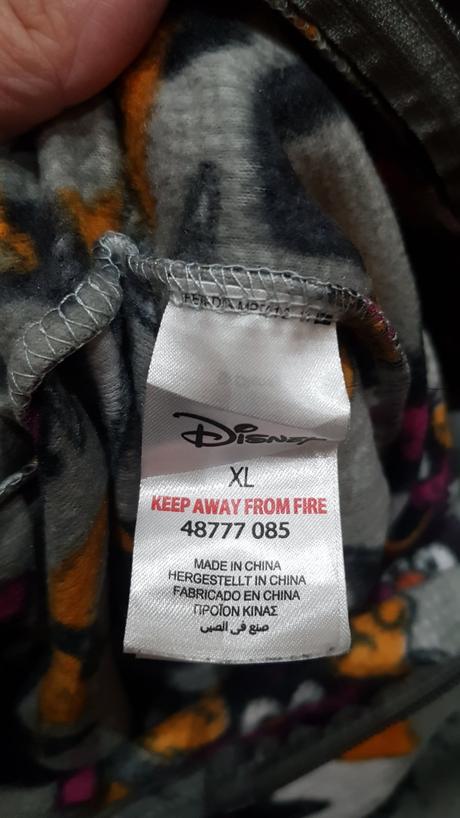 Disney
XL
KEEP AWAY FROM FIRE
48777 085
MADE IN CHINA
HERGESTELLT IN CHINA
FABRICADO EN CHINA
ΠΡΟΪΟΝ ΚΙΝΑΣ
صنع في الصين